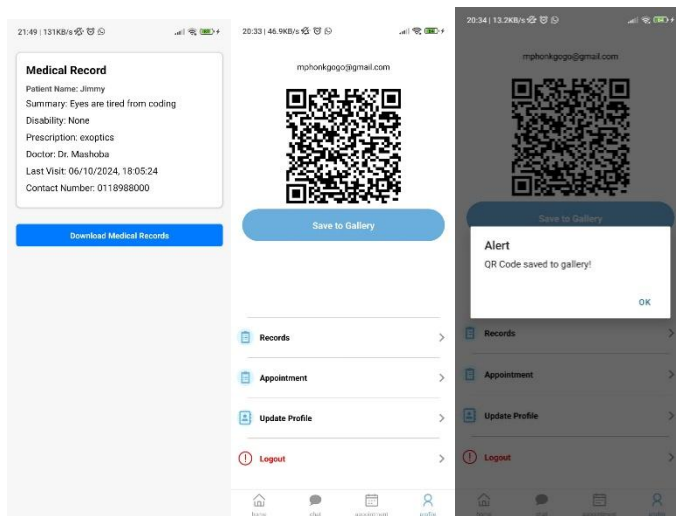 21:49 | 131KB/s
Medical Record
Patient Name: Jimmy
Summary: Eyes are tired from coding
Disability: None
Prescription: exoptics
Doctor: Dr. Mashoba
Last Visit: 06/10/2024, 18:05:24
Contact Number: 0118988000
Download Medical Records
20:33 | 46.9KB/s
mphonkgogo@gmail.com
Save to Gallery
Records
Appointment
Update Profile
Logout
home
chat
appointment
profile
20:34 | 13.2KB/s
mphonkgogo@gmail.com
Save to Gallery
Alert
QR Code saved to gallery!
OK
Records
Appointment
Update Profile
Logout